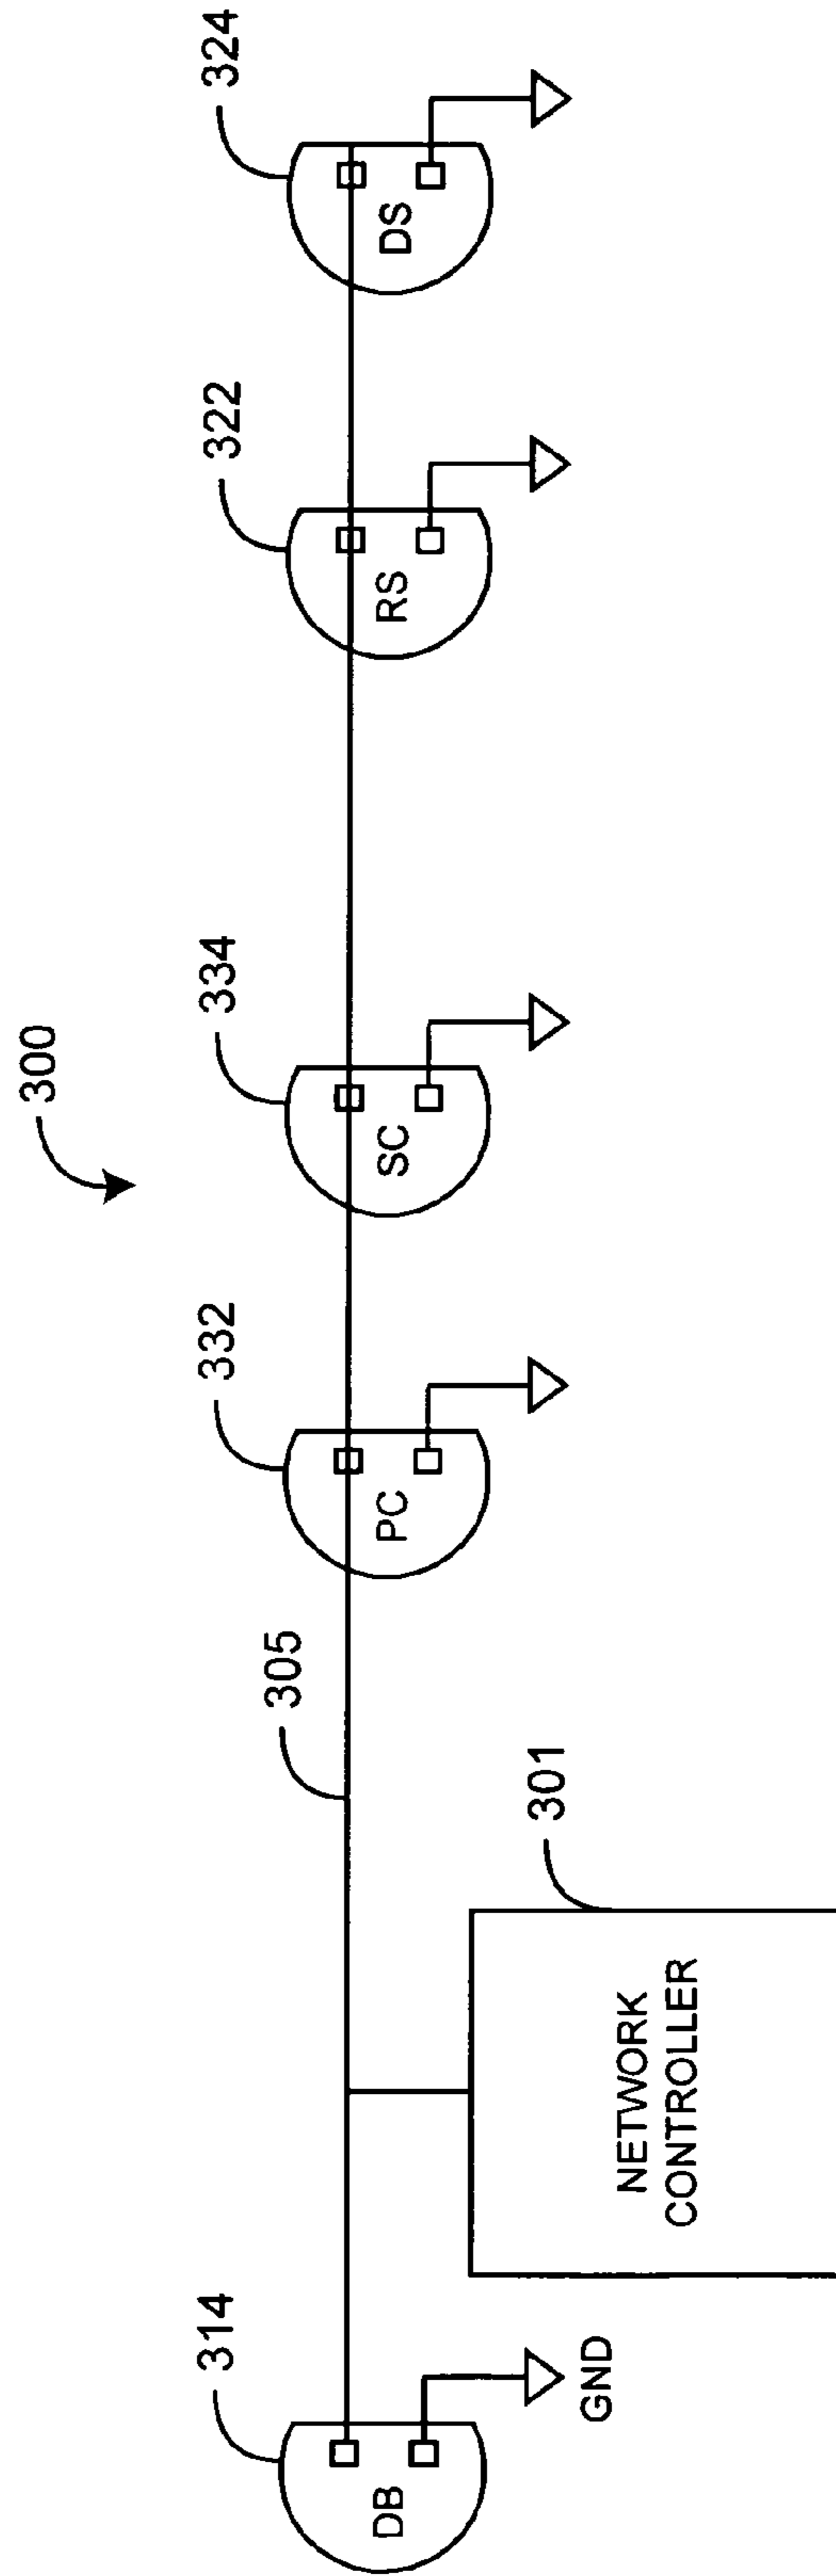 300
314
305
332
334
322
324
DB
PC
SC
RS
DS
GND
301
NETWORK
CONTROLLER